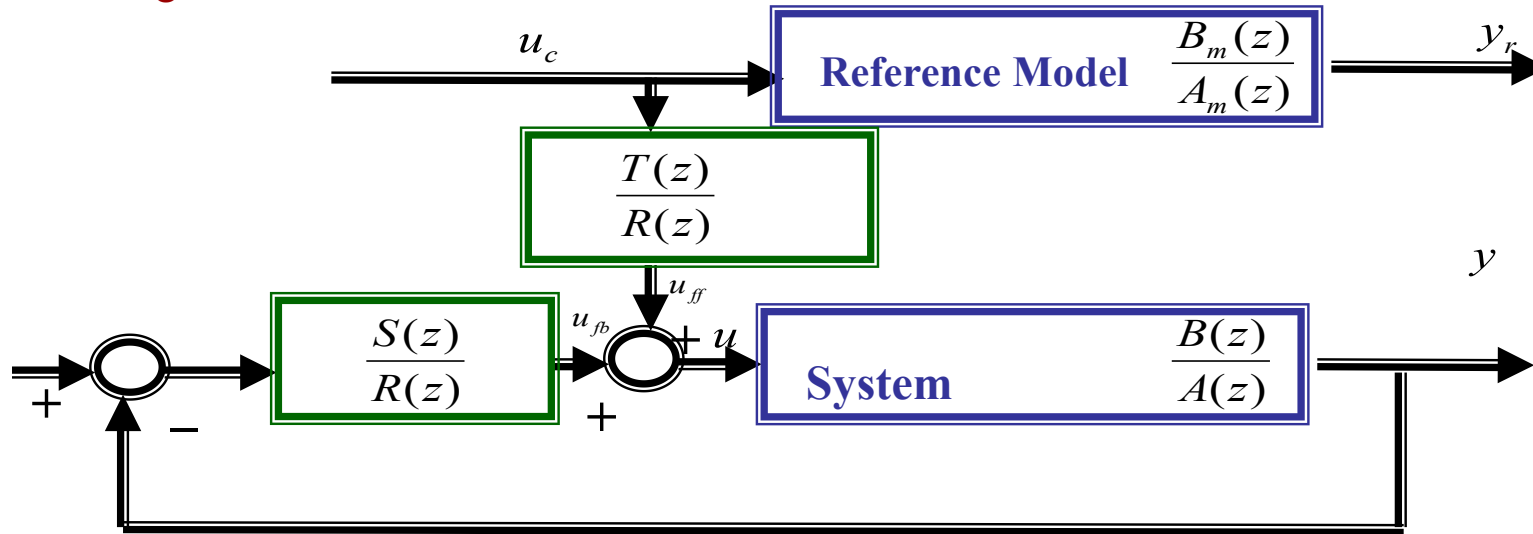 u_c
Reference Model B_m(z)
A_m(z)
y_r
T(z)
R(z)
u_ff
y
S(z)
R(z)
u_fb
+
u
System B(z)
A(z)
+
−
+